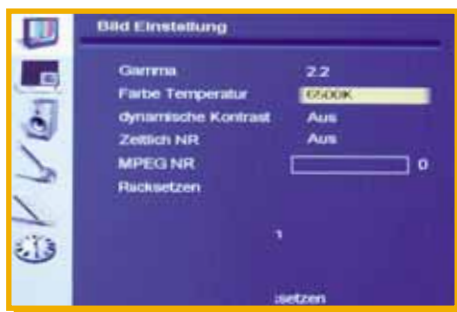 Bild Einstellung
Gamma 2.2
Farbe Temperatur 6500K
dynamische Kontrast Aus
Zeitlich NR Aus
MPEG NR 0
Rücksetzen
ı
setzen